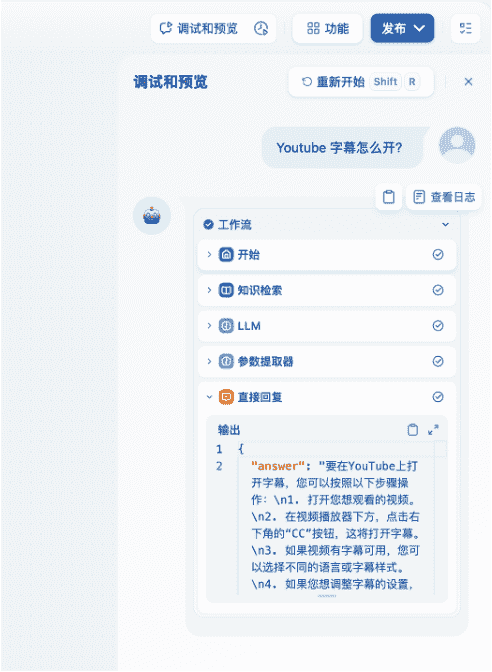 调试和预览 功能 发布
调试和预览 重新开始 Shift R
Youtube 字幕怎么开?
查看日志
工作流
开始
知识检索
LLM
参数提取器
直接回复
输出
1 {
2 "answer": "要在YouTube上打
开字幕，您可以按照以下步骤操
作：\n1. 打开您想观看的视频。
\n2. 在视频播放器下方，点击右
下角的“CC”按钮，这将打开字幕。
\n3. 如果视频有字幕可用，您可
以选择不同的语言或字幕样式。
\n4. 如果您想调整字幕的设置，